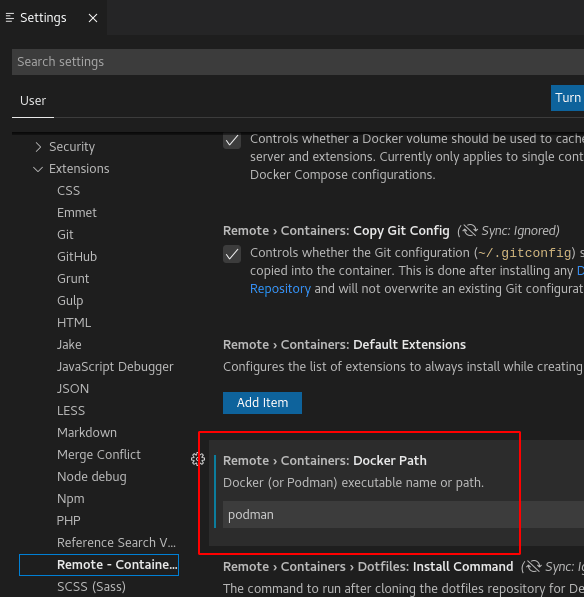 Settings
Search settings
User
Turn
Security
Extensions
CSS
Emmet
Git
GitHub
Grunt
Gulp
HTML
Jake
JavaScript Debugger
JSON
LESS
Markdown
Merge Conflict
Node debug
Npm
PHP
Reference Search V...
Remote - Containe...
SCSS (Sass)
Controls whether a Docker volume should be used to cache
server and extensions. Currently only applies to single cont
Docker Compose configurations.
Remote › Containers: Copy Git Config (Sync: Ignored)
Controls whether the Git configuration (~/.gitconfig) s
copied into the container. This is done after installing any D
Repository and will not overwrite an existing Git configurat
Remote › Containers: Default Extensions
Configures the list of extensions to always install while creating
Add Item
Remote › Containers: Docker Path
Docker (or Podman) executable name or path.
podman
Remote › Containers › Dotfiles: Install Command (Sync: Ig
The command to run after cloning the dotfiles repository for De